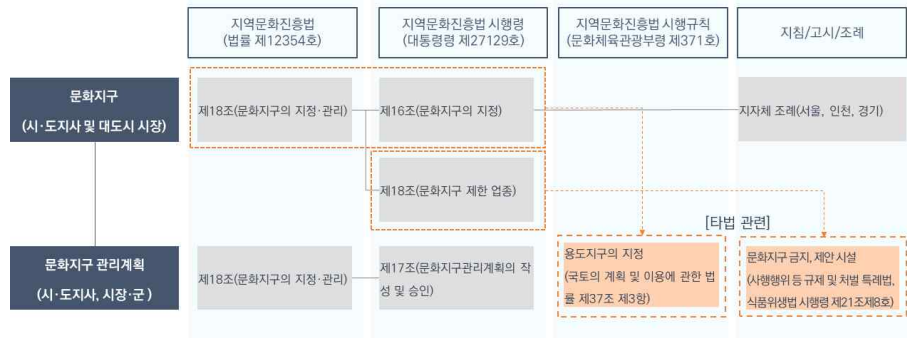 지역문화진흥법
(법률 제12354호)
지역문화진흥법 시행령
(대통령령 제27129호)
지역문화진흥법 시행규칙
(문화체육관광부령 제371호)
지침/고시/조례
문화지구
(시·도지사 및 대도시 시장)
제18조(문화지구의 지정·관리)
제16조(문화지구의 지정)
지자체 조례(서울, 인천, 경기)
제18조(문화지구 제한 업종)
[타법 관련]
문화지구 관리계획
(시·도지사, 시장·군 )
제18조(문화지구의 지정·관리)
제17조(문화지구관리계획의 작
성 및 승인)
용도지구의 지정
(국토의 계획 및 이용에 관한 법
률 제37조 제3항)
문화지구 금지, 제안 시설
(사행행위 등 규제 및 처벌 특례법,
식품위생법 시행령 제21조제8호)